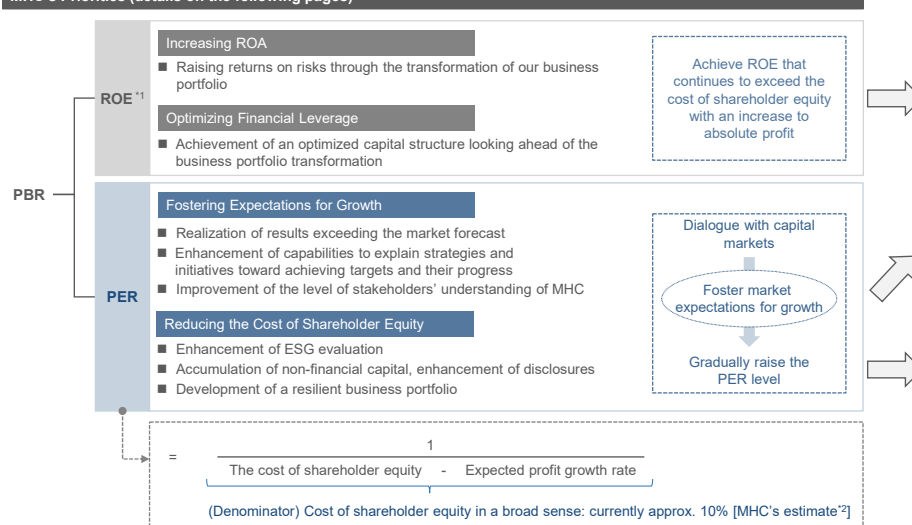 PBR
ROE *1
Increasing ROA
■ Raising returns on risks through the transformation of our business
portfolio
Optimizing Financial Leverage
■ Achievement of an optimized capital structure looking ahead of the
business portfolio transformation
Achieve ROE that
continues to exceed the
cost of shareholder equity
with an increase to
absolute profit
PER
Fostering Expectations for Growth
■ Realization of results exceeding the market forecast
■ Enhancement of capabilities to explain strategies and
initiatives toward achieving targets and their progress
■ Improvement of the level of stakeholders' understanding of MHC
Reducing the Cost of Shareholder Equity
■ Enhancement of ESG evaluation
■ Accumulation of non-financial capital, enhancement of disclosures
■ Development of a resilient business portfolio
Dialogue with capital
markets
Foster market
expectations for growth
Gradually raise the
PER level
=
1
The cost of shareholder equity - Expected profit growth rate
(Denominator) Cost of shareholder equity in a broad sense: currently approx. 10% [MHC's estimate*2]